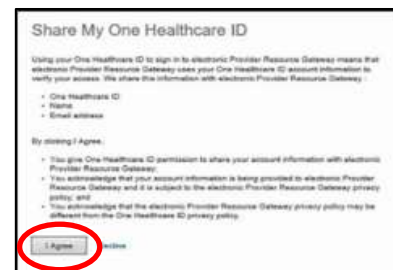 Share My One Healthcare ID
Using your One Healthcare ID to sign in to electronic Provider Resource Gateway means that
electronic Provider Resource Gateway uses your One Healthcare ID account information to
verify your access. We share this information with electronic Provider Resource Gateway :
• One Healthcare ID
• Name
• Email address
By clicking I Agree,
• You give One Healthcare ID permission to share your account information with electronic
Provider Resource Gateway;
• You acknowledge that your account information is being provided to electronic Provider
Resource Gateway and it is subject to the electronic Provider Resource Gateway privacy
policy; and
• You acknowledge that the electronic Provider Resource Gateway privacy policy may be
different from the One Healthcare ID privacy policy.
I Agree Decline